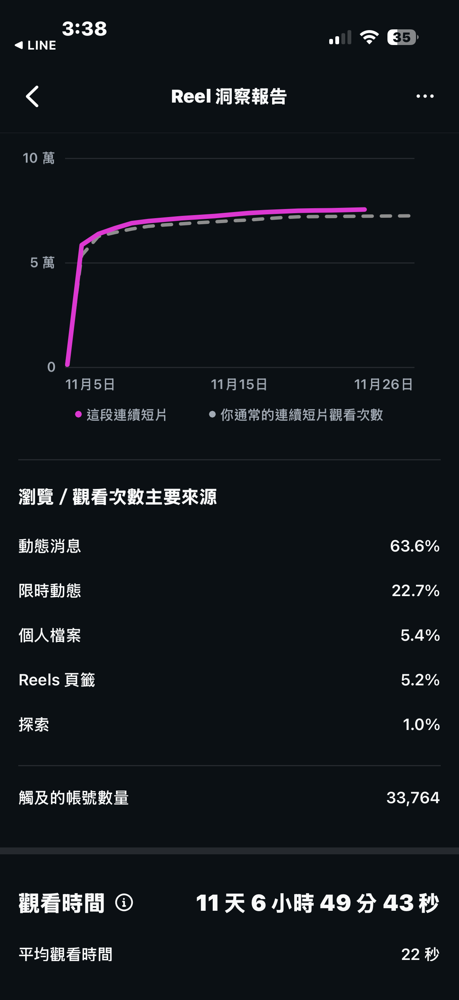 3:38
LINE
35
Reel 洞察報告
10 萬
5 萬
0
11月5日 11月15日 11月26日
這段連續短片 你通常的連續短片觀看次數
瀏覽 / 觀看次數主要來源
動態消息 63.6%
限時動態 22.7%
個人檔案 5.4%
Reels 頁籤 5.2%
探索 1.0%
觸及的帳號數量 33,764
觀看時間 11 天 6 小時 49 分 43 秒
平均觀看時間 22 秒